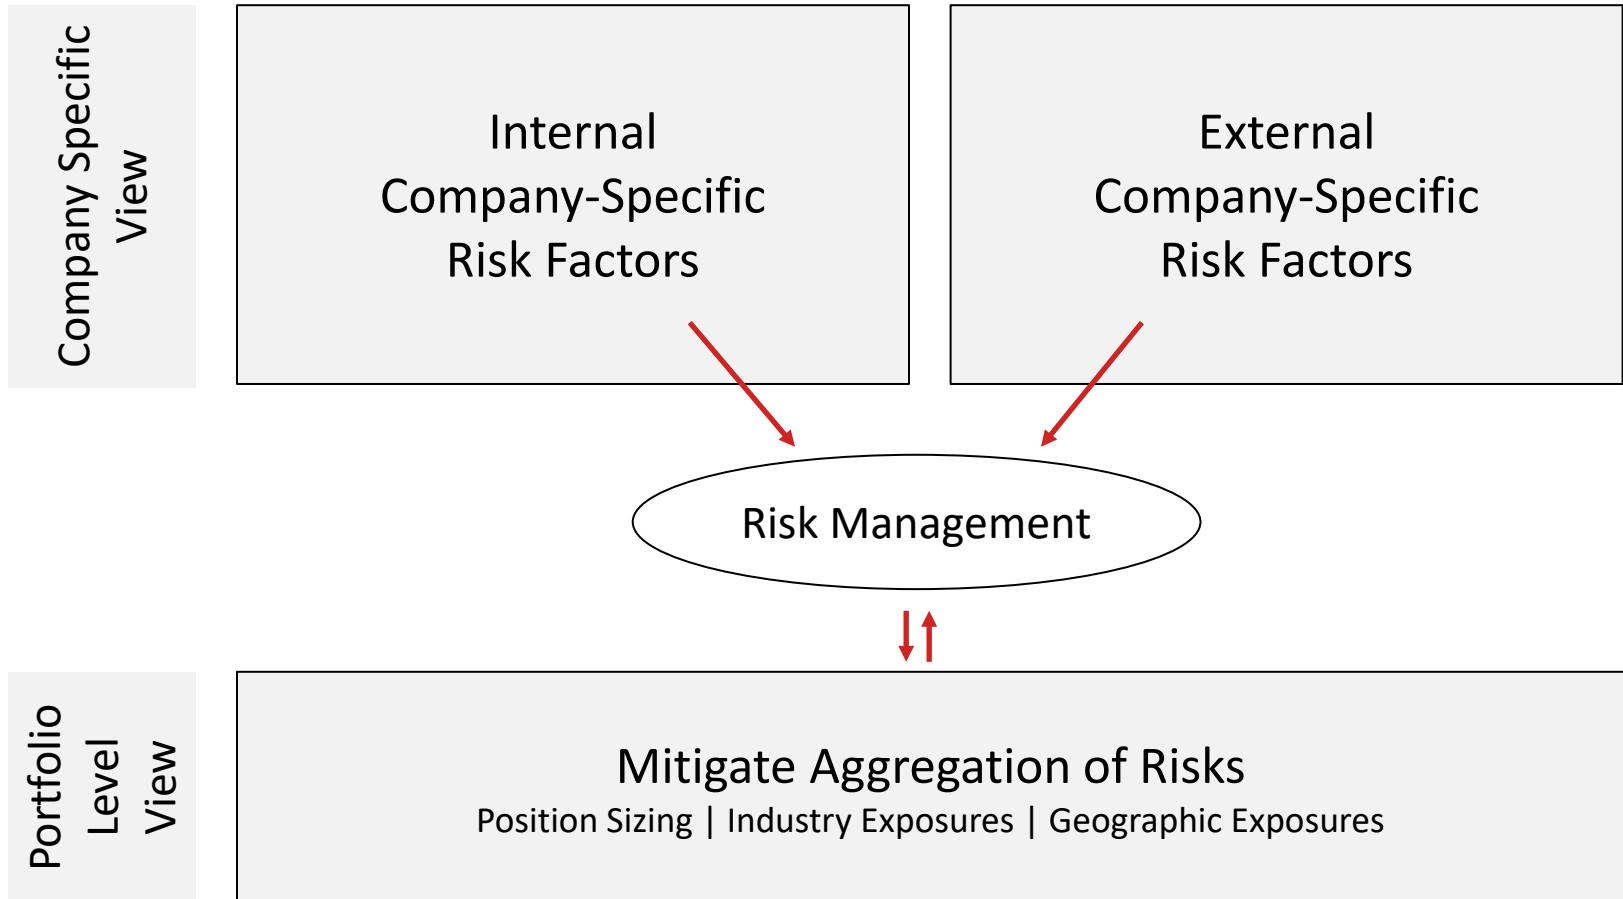 Company Specific
View
Internal
Company-Specific
Risk Factors
External
Company-Specific
Risk Factors
Risk Management
Portfolio
Level
View
Mitigate Aggregation of Risks
Position Sizing | Industry Exposures | Geographic Exposures